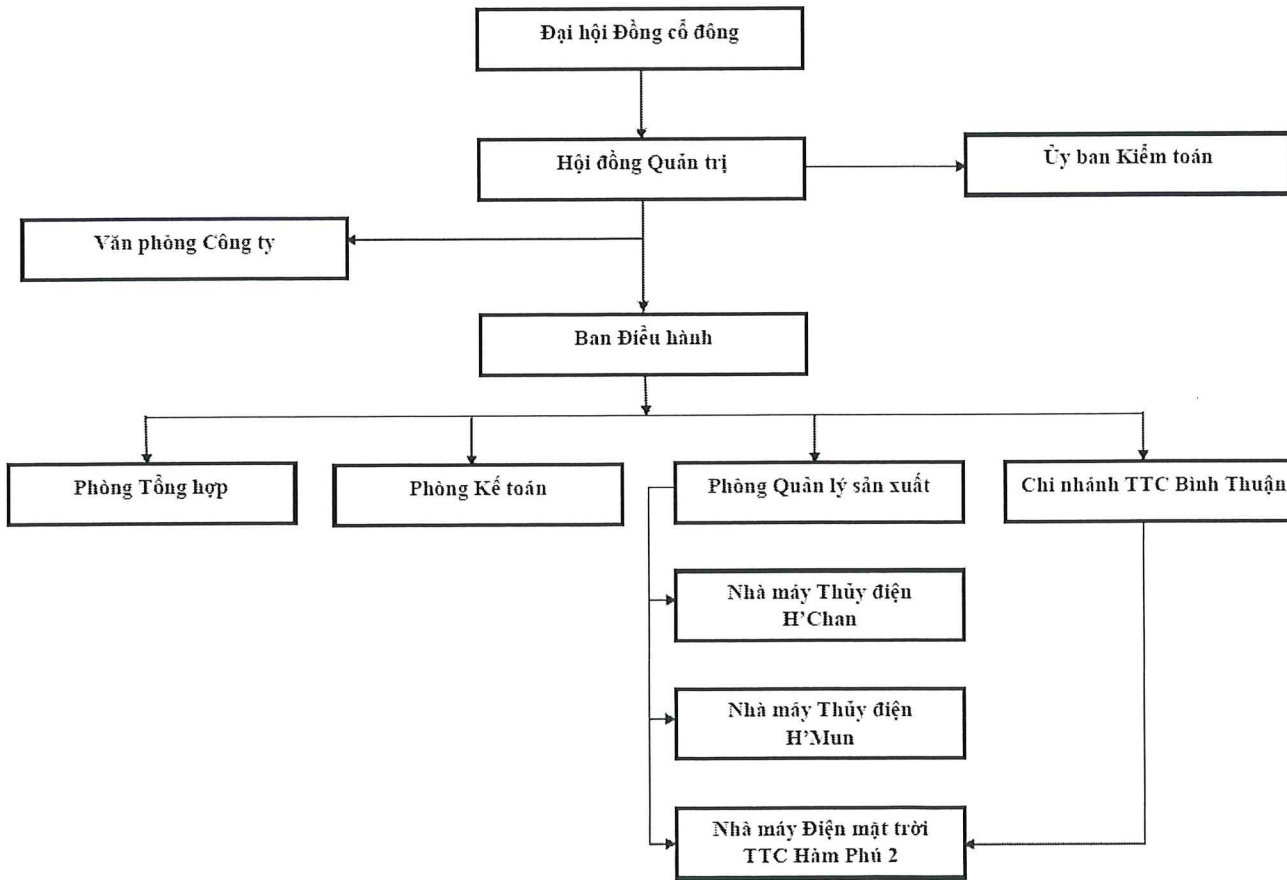 Đại hội Đồng cổ đông
Hội đồng Quản trị
Ủy ban Kiểm toán
Văn phòng Công ty
Ban Điều hành
Phòng Tổng hợp
Phòng Kế toán
Phòng Quản lý sản xuất
Chi nhánh TTC Bình Thuận
Nhà máy Thủy điện
H'Chan
Nhà máy Thủy điện
H'Mun
Nhà máy Điện mặt trời
TTC Hàm Phú 2